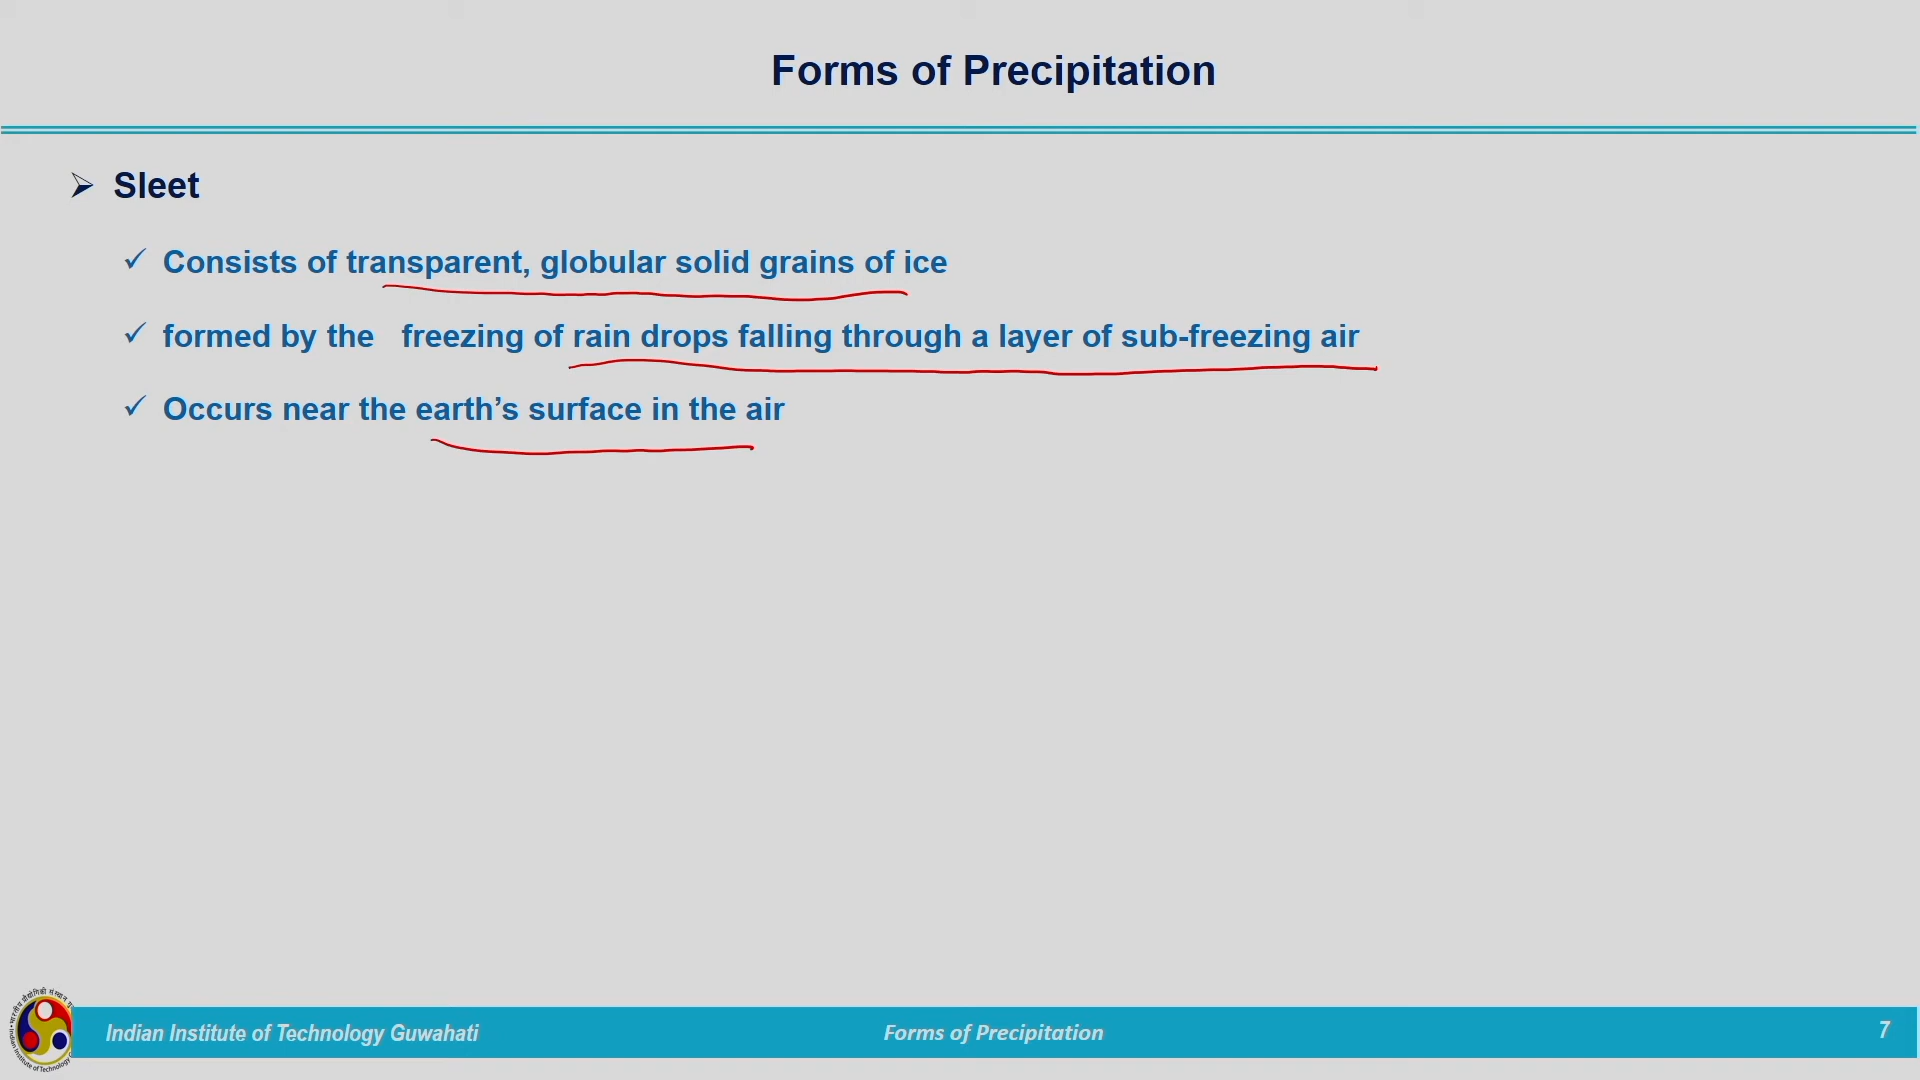 Forms of Precipitation
Sleet
Consists of transparent, globular solid grains of ice
formed by the freezing of rain drops falling through a layer of sub-freezing air
Occurs near the earth’s surface in the air
Indian Institute of Technology Guwahati
Forms of Precipitation
7